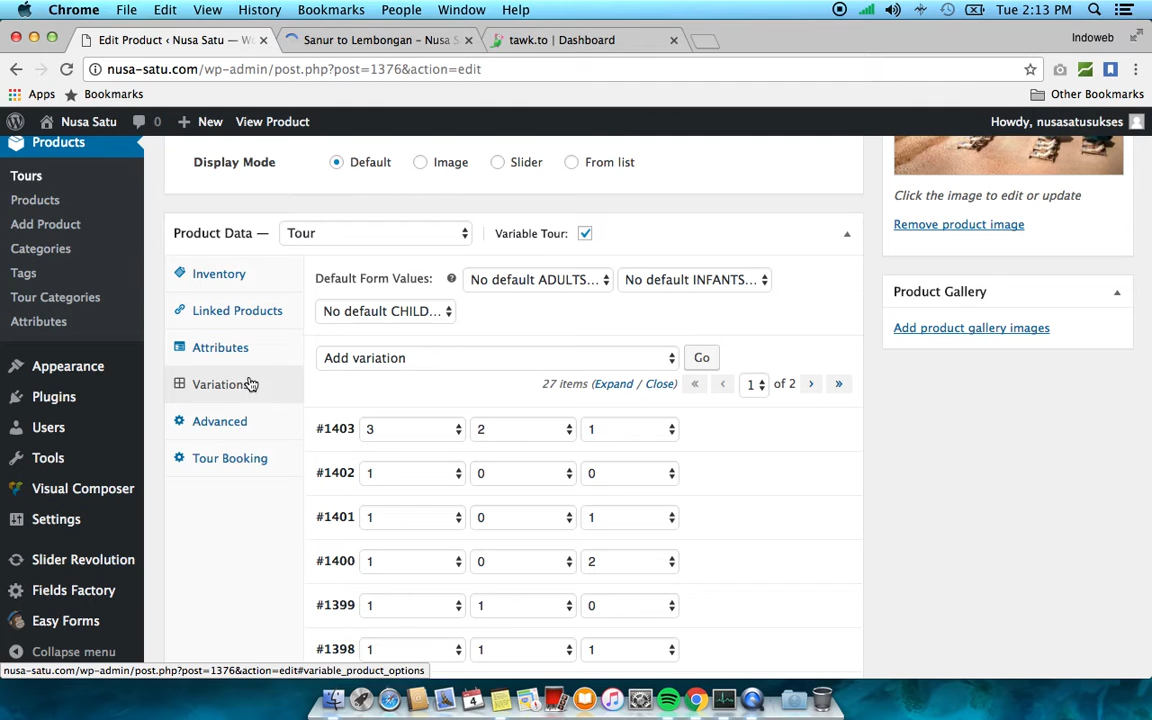 Chrome File Edit View History Bookmarks People Window Help Tue 2:13 PM
Edit Product ‹ Nusa Satu — W Sanur to Lembongan – Nusa S tawk.to | Dashboard Indoweb
nusa-satu.com/wp-admin/post.php?post=1376&action=edit
Apps Bookmarks Other Bookmarks
Nusa Satu 0 New View Product Howdy, nusasatusukses
Products
Tours
Products
Add Product
Categories
Tags
Tour Categories
Attributes
Appearance
Plugins
Users
Tools
Visual Composer
Settings
Slider Revolution
Fields Factory
Easy Forms
Collapse menu
Display Mode Default Image Slider From list
Product Data — Tour Variable Tour:
Inventory
Linked Products
Attributes
Variations
Advanced
Tour Booking
Default Form Values: No default ADULTS... No default INFANTS...
No default CHILD...
Add variation Go
27 items (Expand / Close) « ‹ 1 of 2 › »
#1403 3 2 1
#1402 1 0 0
#1401 1 0 1
#1400 1 0 2
#1399 1 1 0
#1398 1 1 1
Click the image to edit or update
Remove product image
Product Gallery
Add product gallery images
nusa-satu.com/wp-admin/post.php?post=1376&action=edit#variable_product_options
4